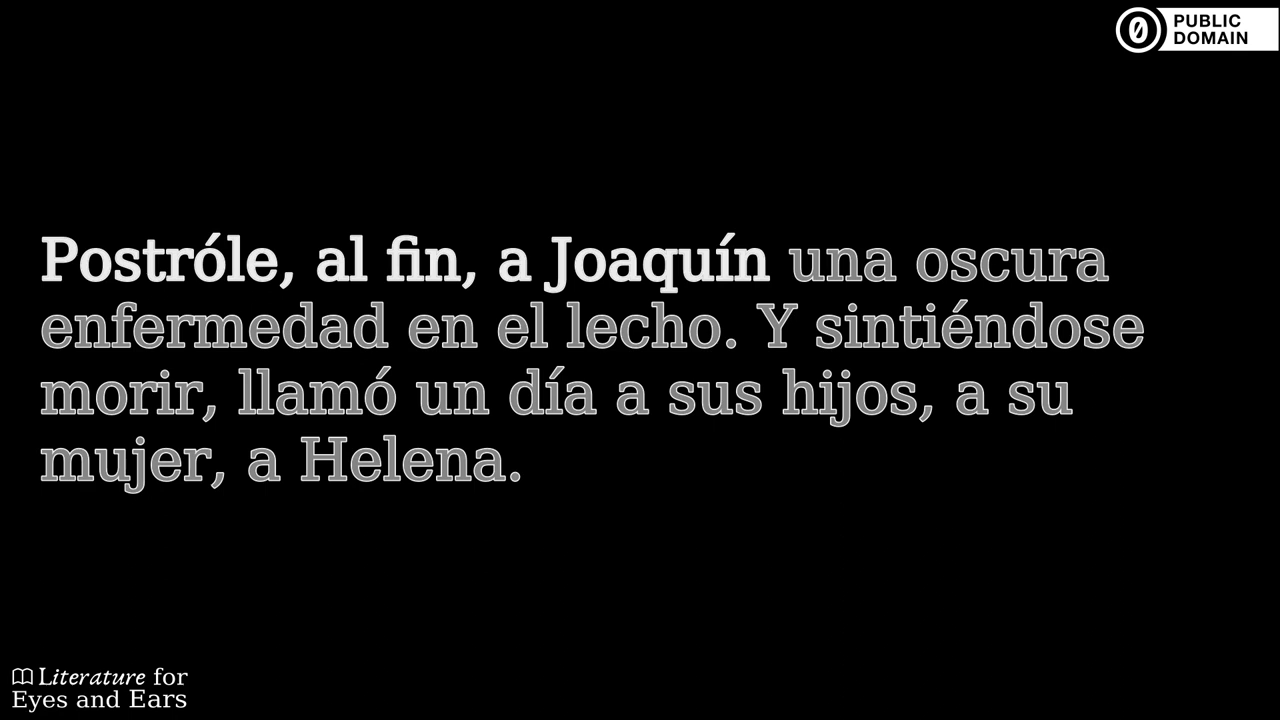 PUBLIC
DOMAIN
Postróle, al fin, a Joaquín una oscura
enfermedad en el lecho. Y sintiéndose
morir, llamó un día a sus hijos, a su
mujer, a Helena.
Literature for
Eyes and Ears